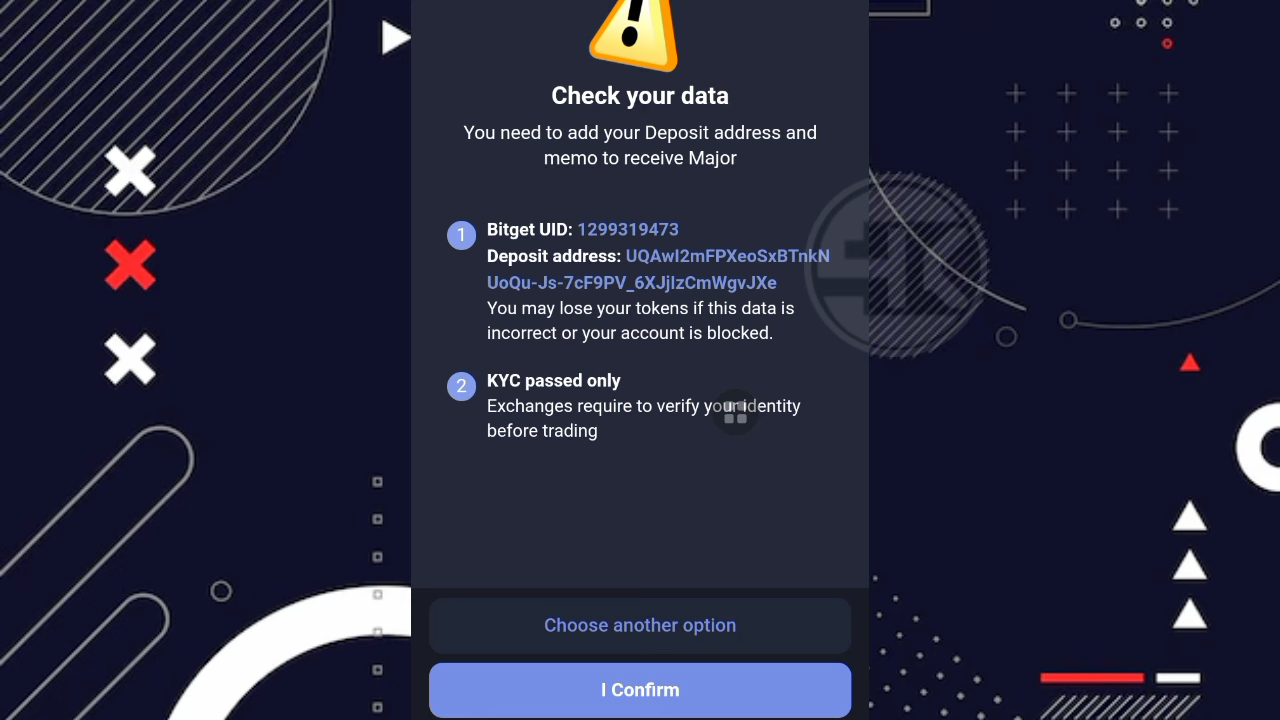 Check your data
You need to add your Deposit address and
memo to receive Major
1 Bitget UID: 1299319473
Deposit address: UQAwI2mFPXeoSxBTnkN
UoQu-Js-7cF9PV_6XJjIzCmWgvJXe
You may lose your tokens if this data is
incorrect or your account is blocked.
2 KYC passed only
Exchanges require to verify your identity
before trading
Choose another option
I Confirm